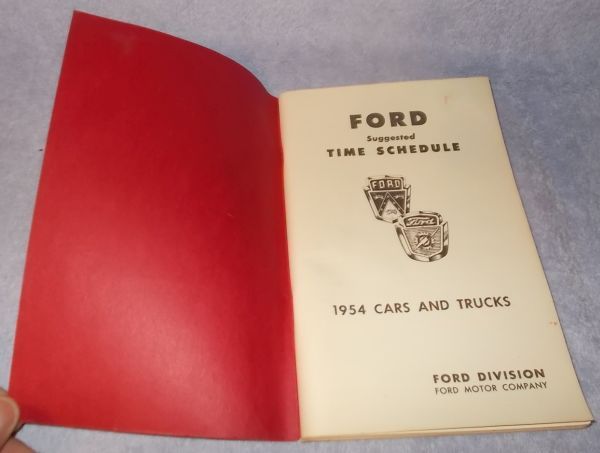 FORD
Suggested
TIME SCHEDULE
FORD
Ford
1954 CARS AND TRUCKS
FORD DIVISION
FORD MOTOR COMPANY